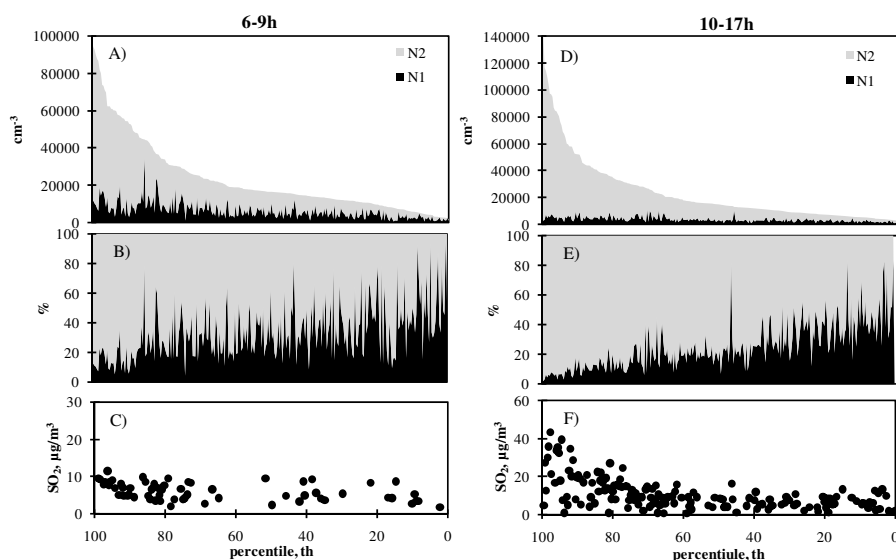 6-9h
100000
80000
60000
40000
20000
0
cm-3
A)
N2
N1
100
80
60
40
20
0
%
B)
30
20
10
0
SO2, µg/m³
C)
100 80 60 40 20 0
percentile, th
10-17h
140000
120000
100000
80000
60000
40000
20000
0
cm-3
D)
N2
N1
100
80
60
40
20
0
%
E)
60
40
20
0
SO2, µg/m³
F)
100 80 60 40 20 0
percentiule, th